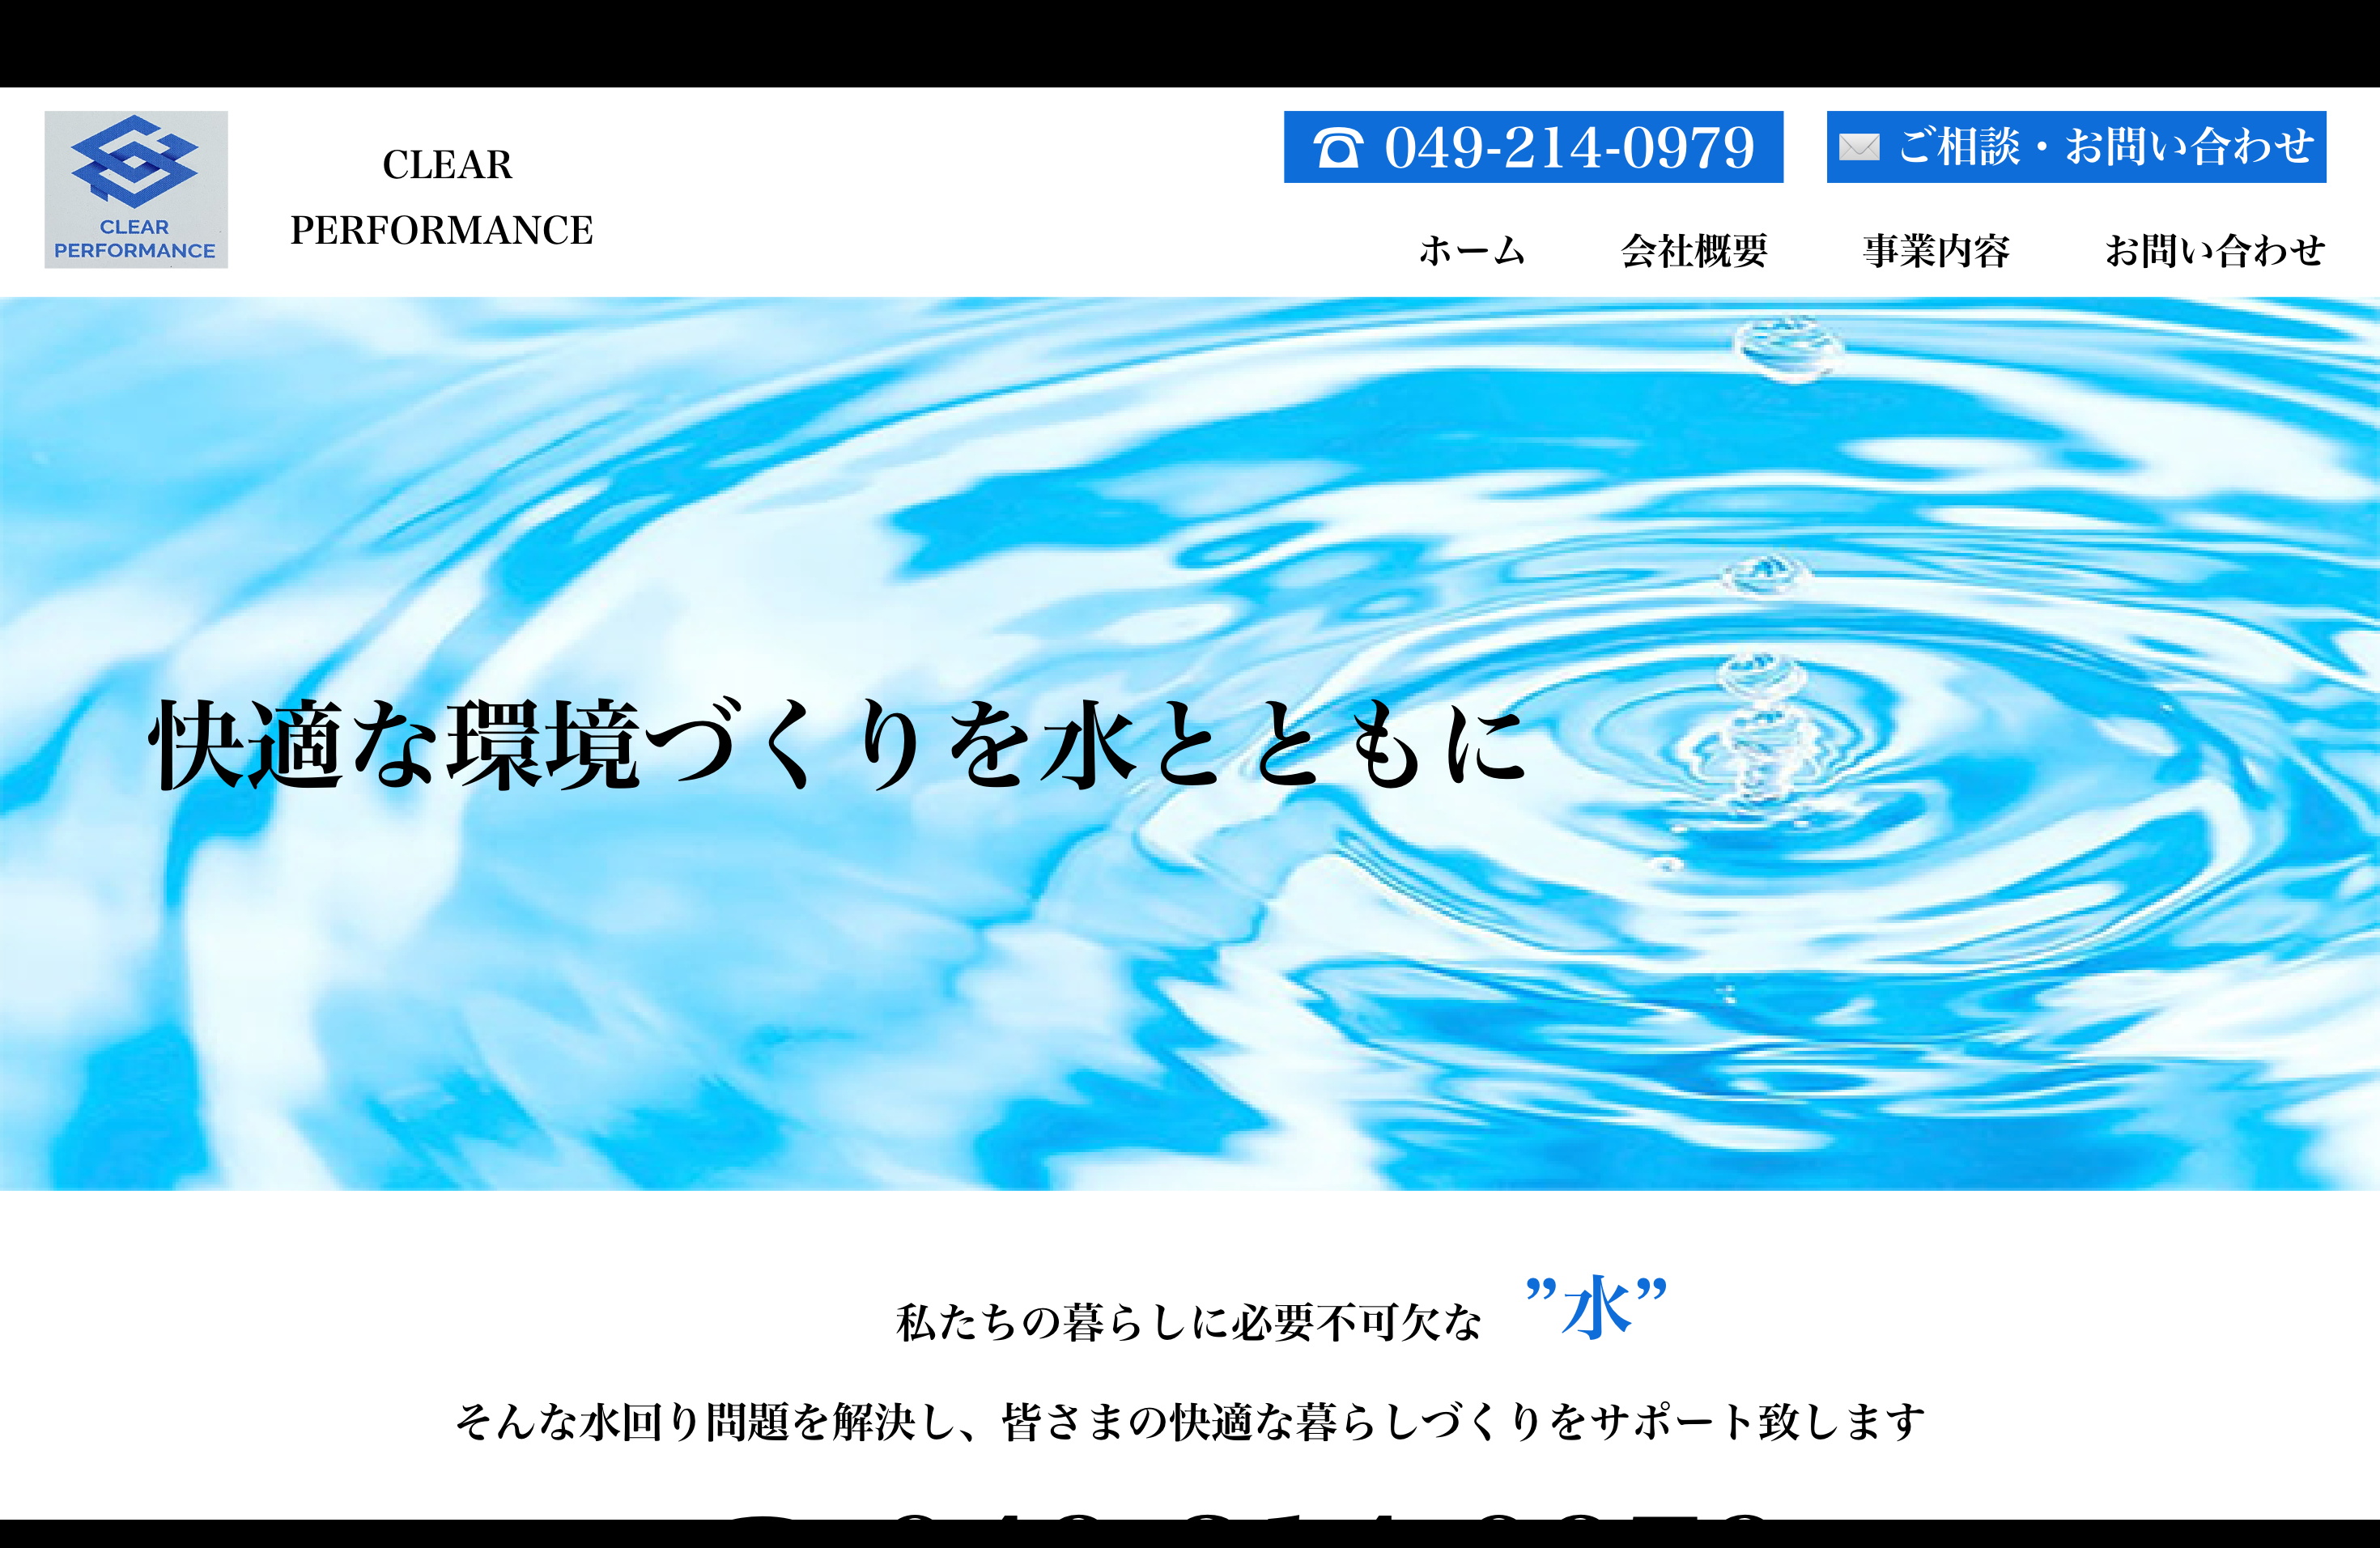 CLEAR
PERFORMANCE
CLEAR
PERFORMANCE
☎ 049-214-0979
✉ ご相談・お問い合わせ
ホーム 会社概要 事業内容 お問い合わせ
快適な環境づくりを水とともに
私たちの暮らしに必要不可欠な ”水”
そんな水回り問題を解決し、皆さまの快適な暮らしづくりをサポート致します